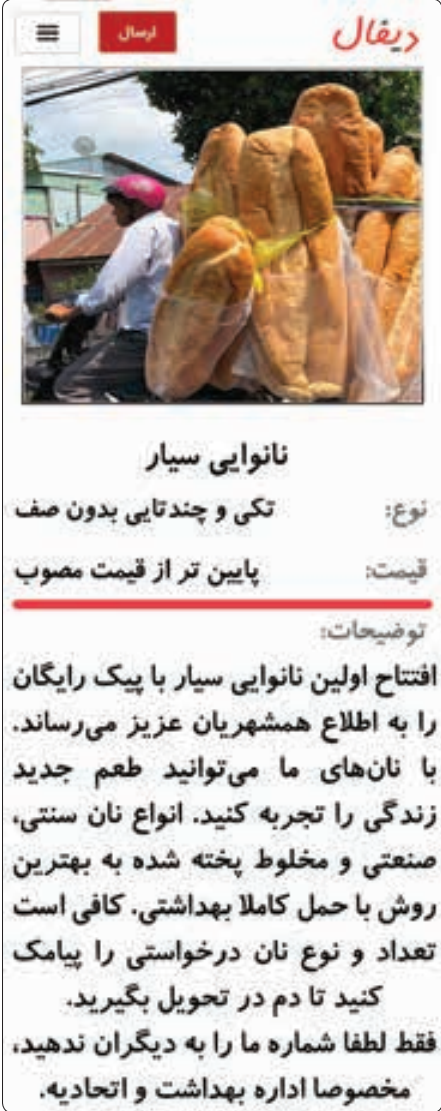 دیفال
ارسال
نانوایی سیار
نوع: تکی و چندتایی بدون صف
قیمت: پایین تر از قیمت مصوب
توضیحات:
افتتاح اولین نانوایی سیار با پیک رایگان
را به اطلاع همشهریان عزیز می‌رساند.
با نان‌های ما می‌توانید طعم جدید
زندگی را تجربه کنید. انواع نان سنتی،
صنعتی و مخلوط پخته شده به بهترین
روش با حمل کاملا بهداشتی. کافی است
تعداد و نوع نان درخواستی را پیامک
کنید تا دم در تحویل بگیرید.
فقط لطفا شماره ما را به دیگران ندهید،
مخصوصا اداره بهداشت و اتحادیه.